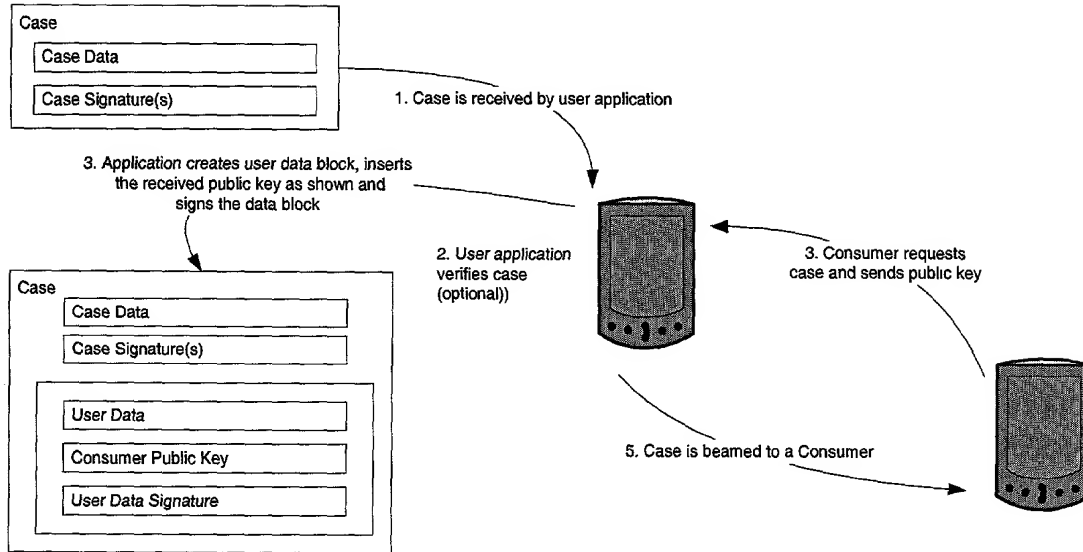 Case
Case Data
Case Signature(s)
1. Case is received by user application
3. Application creates user data block, inserts
the received public key as shown and
signs the data block
2. User application
verifies case
(optional))
3. Consumer requests
case and sends public key
Case
Case Data
Case Signature(s)
User Data
Consumer Public Key
User Data Signature
5. Case is beamed to a Consumer